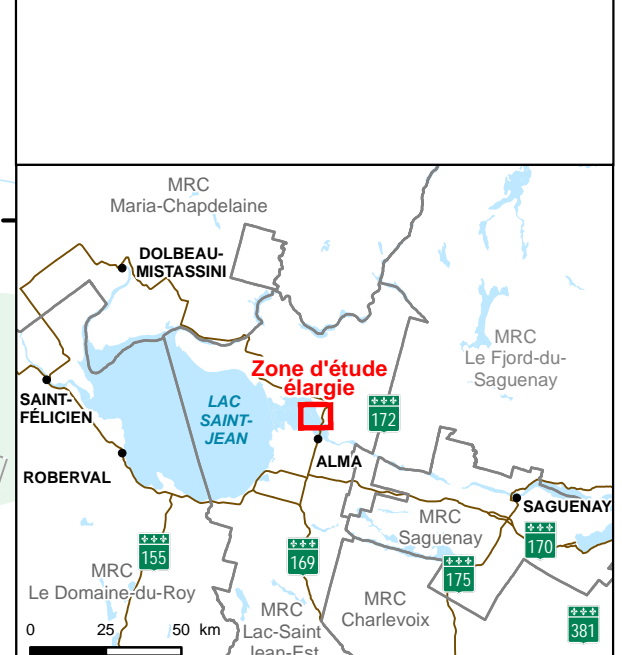 MRC
Maria-Chapdelaine
DOLBEAU-
MISTASSINI
MRC
Le Fjord-du-
Saguenay
Zone d'étude
élargie
SAINT-
FÉLICIEN
LAC
SAINT-
JEAN
172
ALMA
ROBERVAL
SAGUENAY
MRC
Saguenay
170
155
169
175
MRC
Le Domaine-du-Roy
MRC
Charlevoix
MRC
Lac-Saint
Jean-Est
381
0 25 50 km